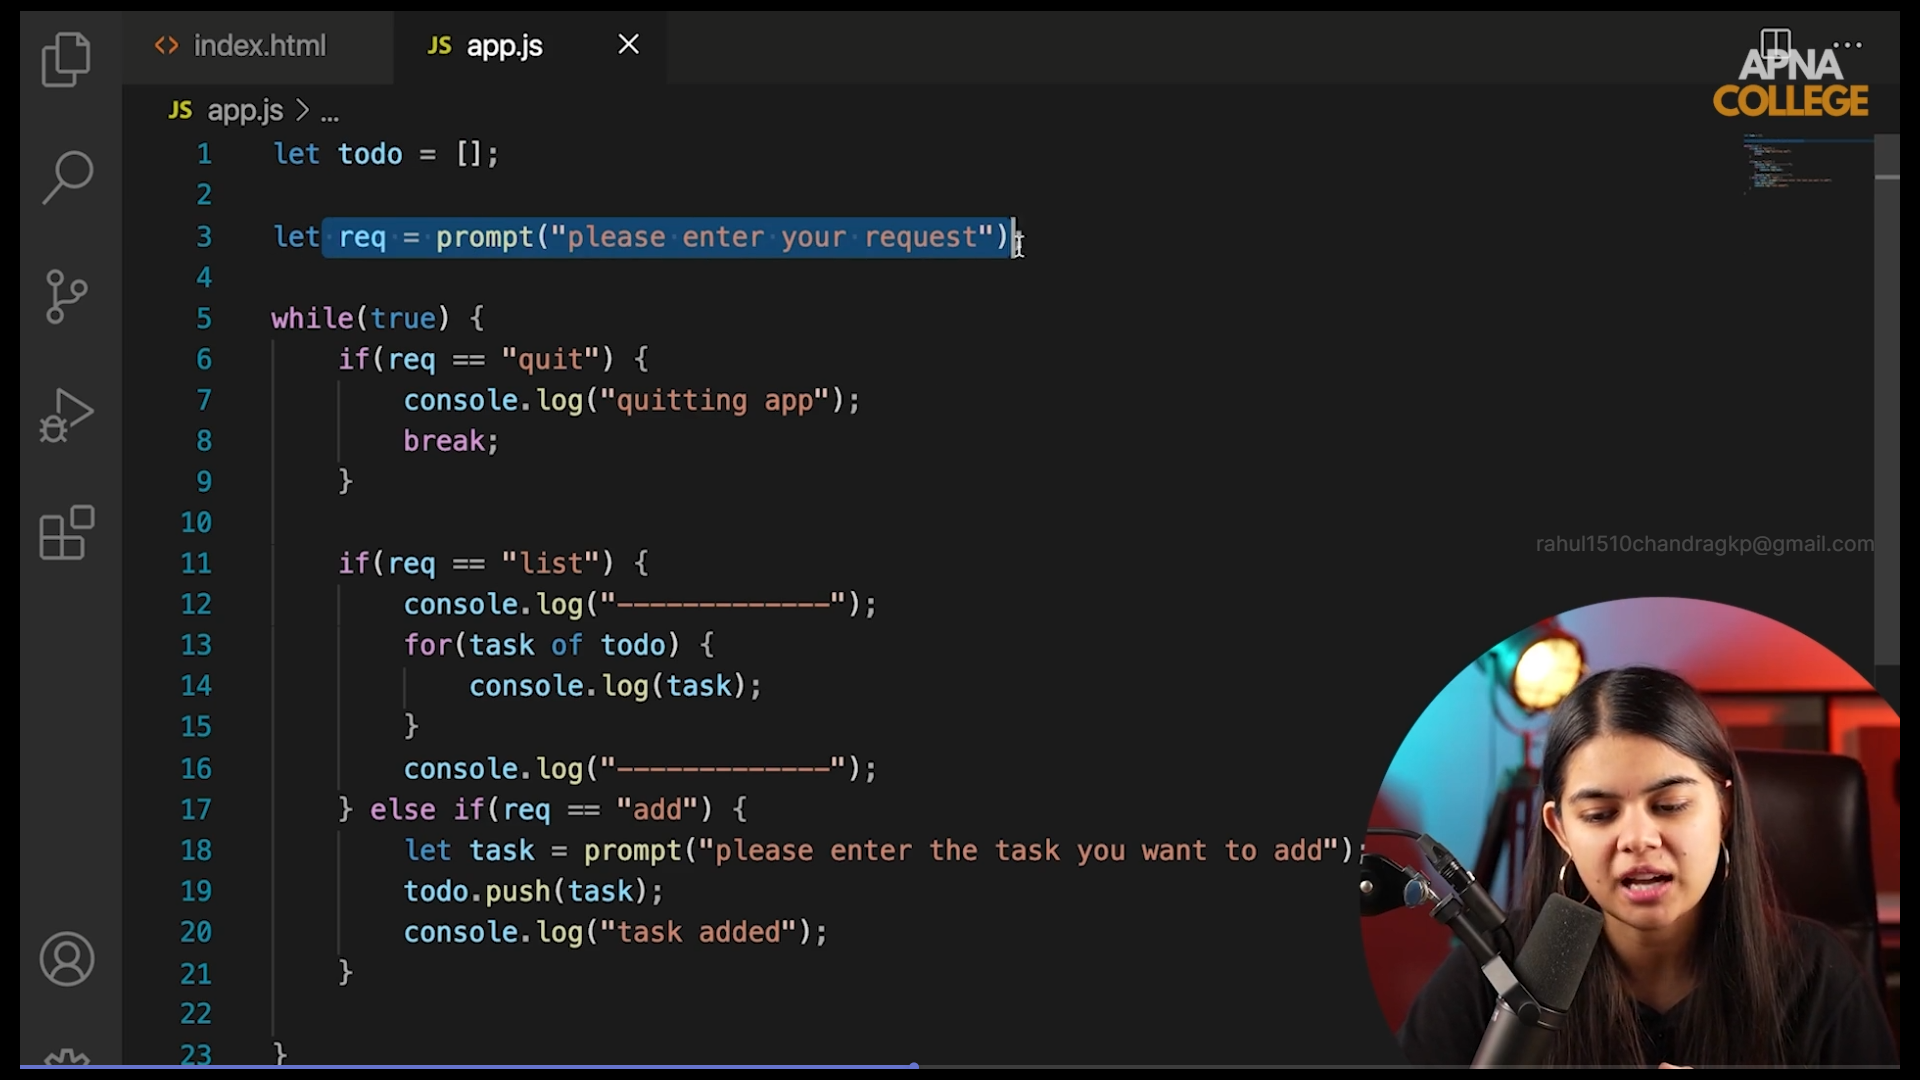 index.html
JS app.js
APNA
COLLEGE
JS app.js > ...
1 let todo = [];
2
3 let req = prompt("please enter your request");
4
5 while(true) {
6 if(req == "quit") {
7 console.log("quitting app");
8 break;
9 }
10
11 if(req == "list") {
12 console.log("-------------");
13 for(task of todo) {
14 console.log(task);
15 }
16 console.log("-------------");
17 } else if(req == "add") {
18 let task = prompt("please enter the task you want to add");
19 todo.push(task);
20 console.log("task added");
21 }
22
23 }
rahul1510chandragkp@gmail.com